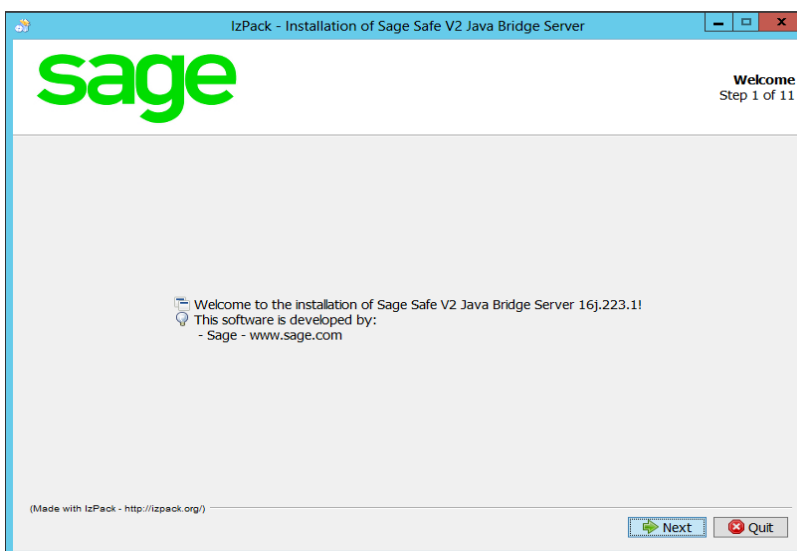 IzPack - Installation of Sage Safe V2 Java Bridge Server
sage
Welcome
Step 1 of 11
Welcome to the installation of Sage Safe V2 Java Bridge Server 16j.223.1!
This software is developed by:
- Sage - www.sage.com
(Made with IzPack - http://izpack.org/)
Next
Quit